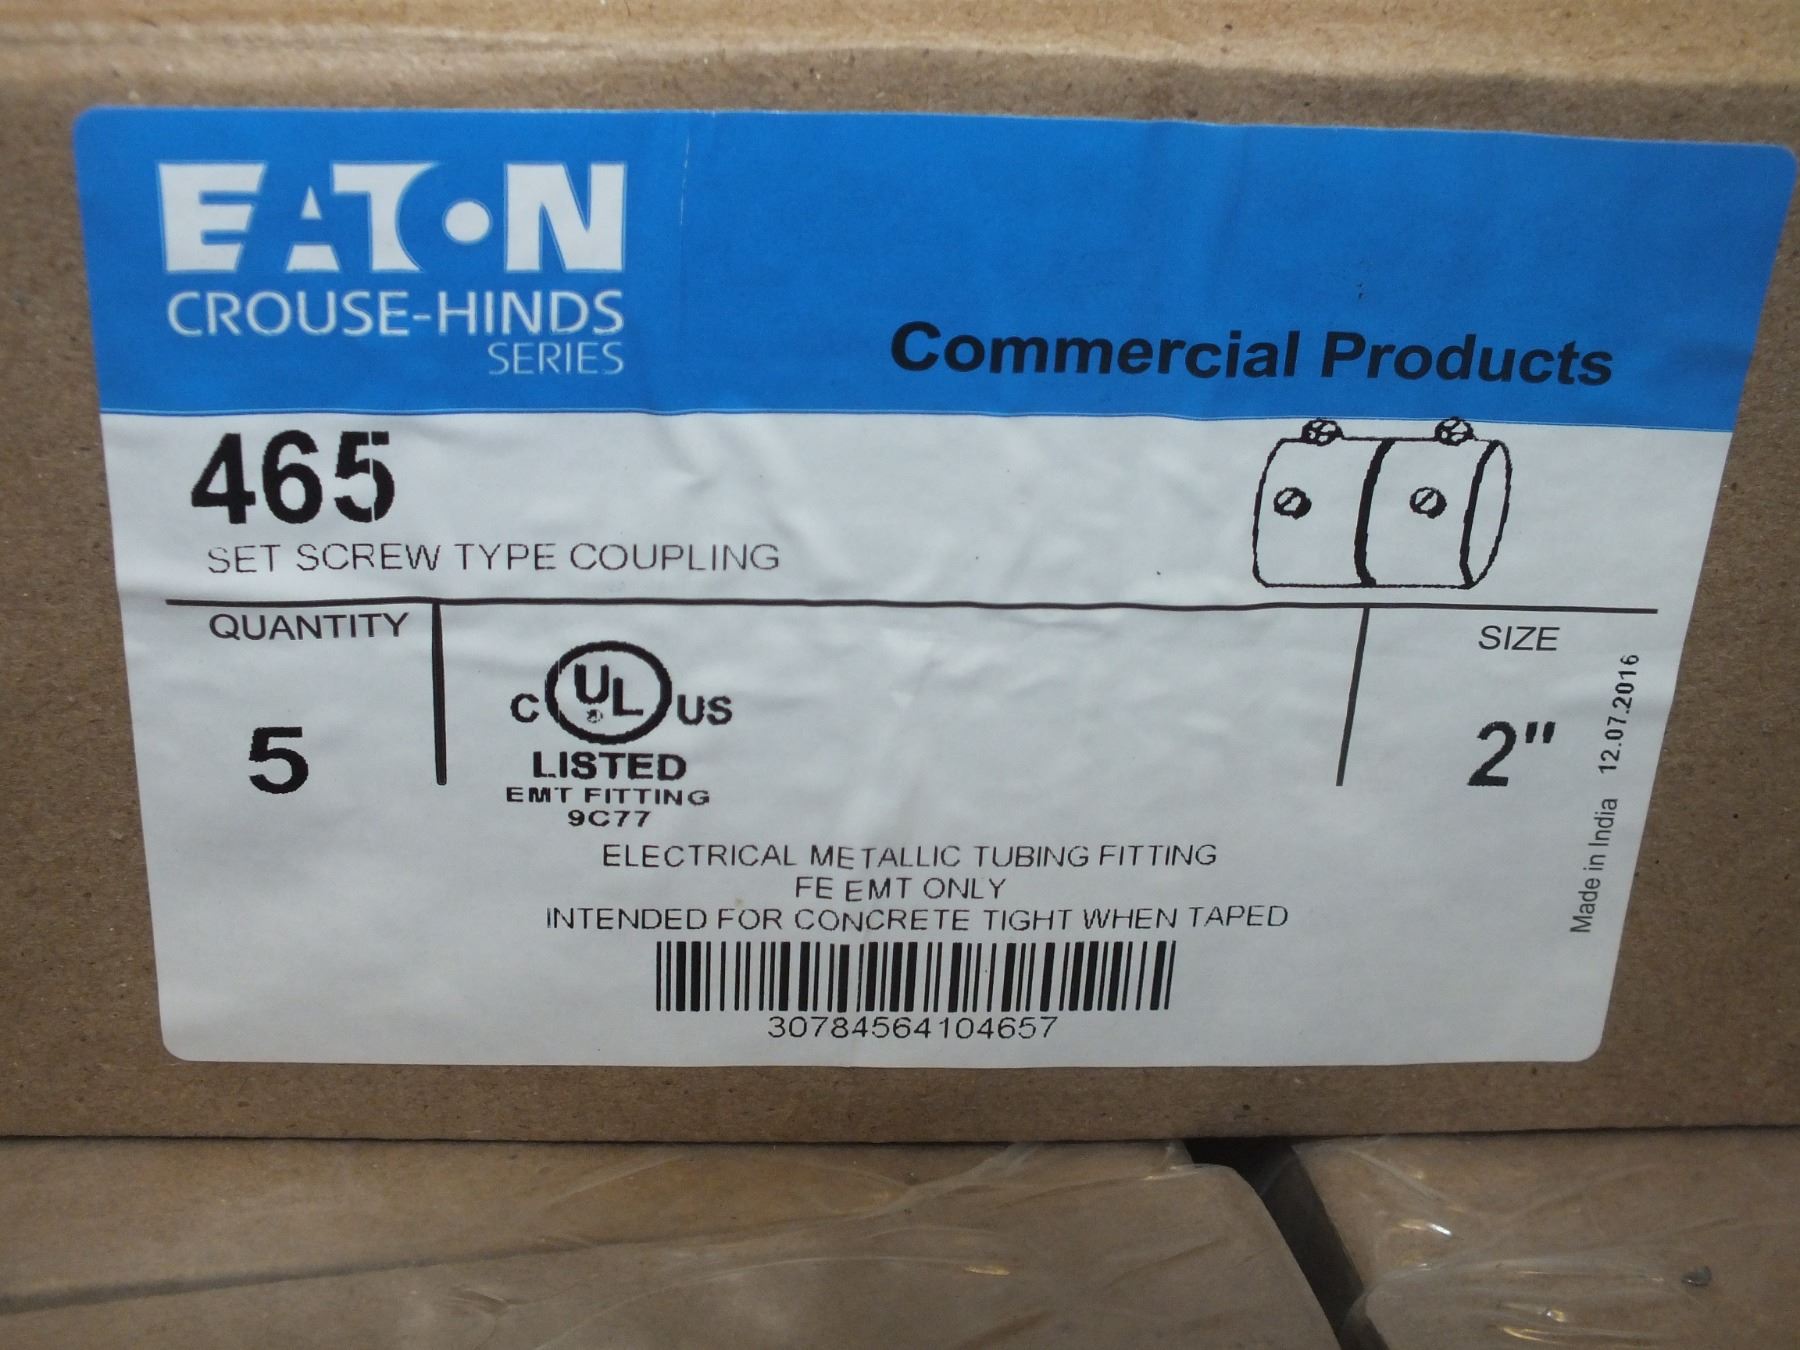 EATON
CROUSE-HINDS
SERIES
Commercial Products
465
SET SCREW TYPE COUPLING
QUANTITY
5
C UL US
LISTED
EMT FITTING
9C77
SIZE
2"
Made in India 12.07.2016
ELECTRICAL METALLIC TUBING FITTING
FE EMT ONLY
INTENDED FOR CONCRETE TIGHT WHEN TAPED
30784564104657